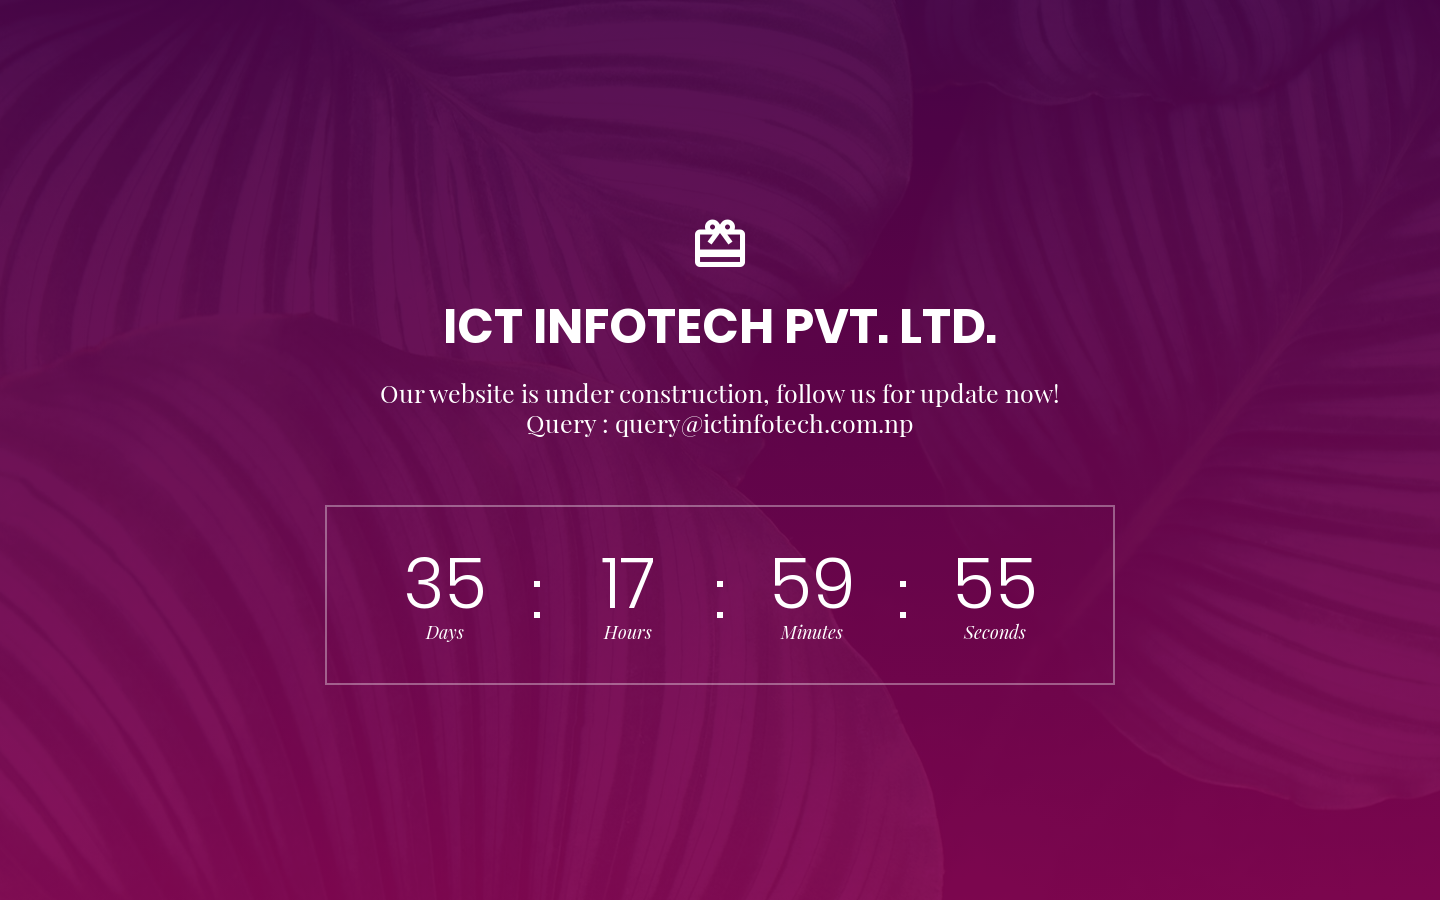 ICT INFOTECH PVT. LTD.
Our website is under construction, follow us for update now!
Query : query@ictinfotech.com.np
35 : 17 : 59 : 55
Days Hours Minutes Seconds